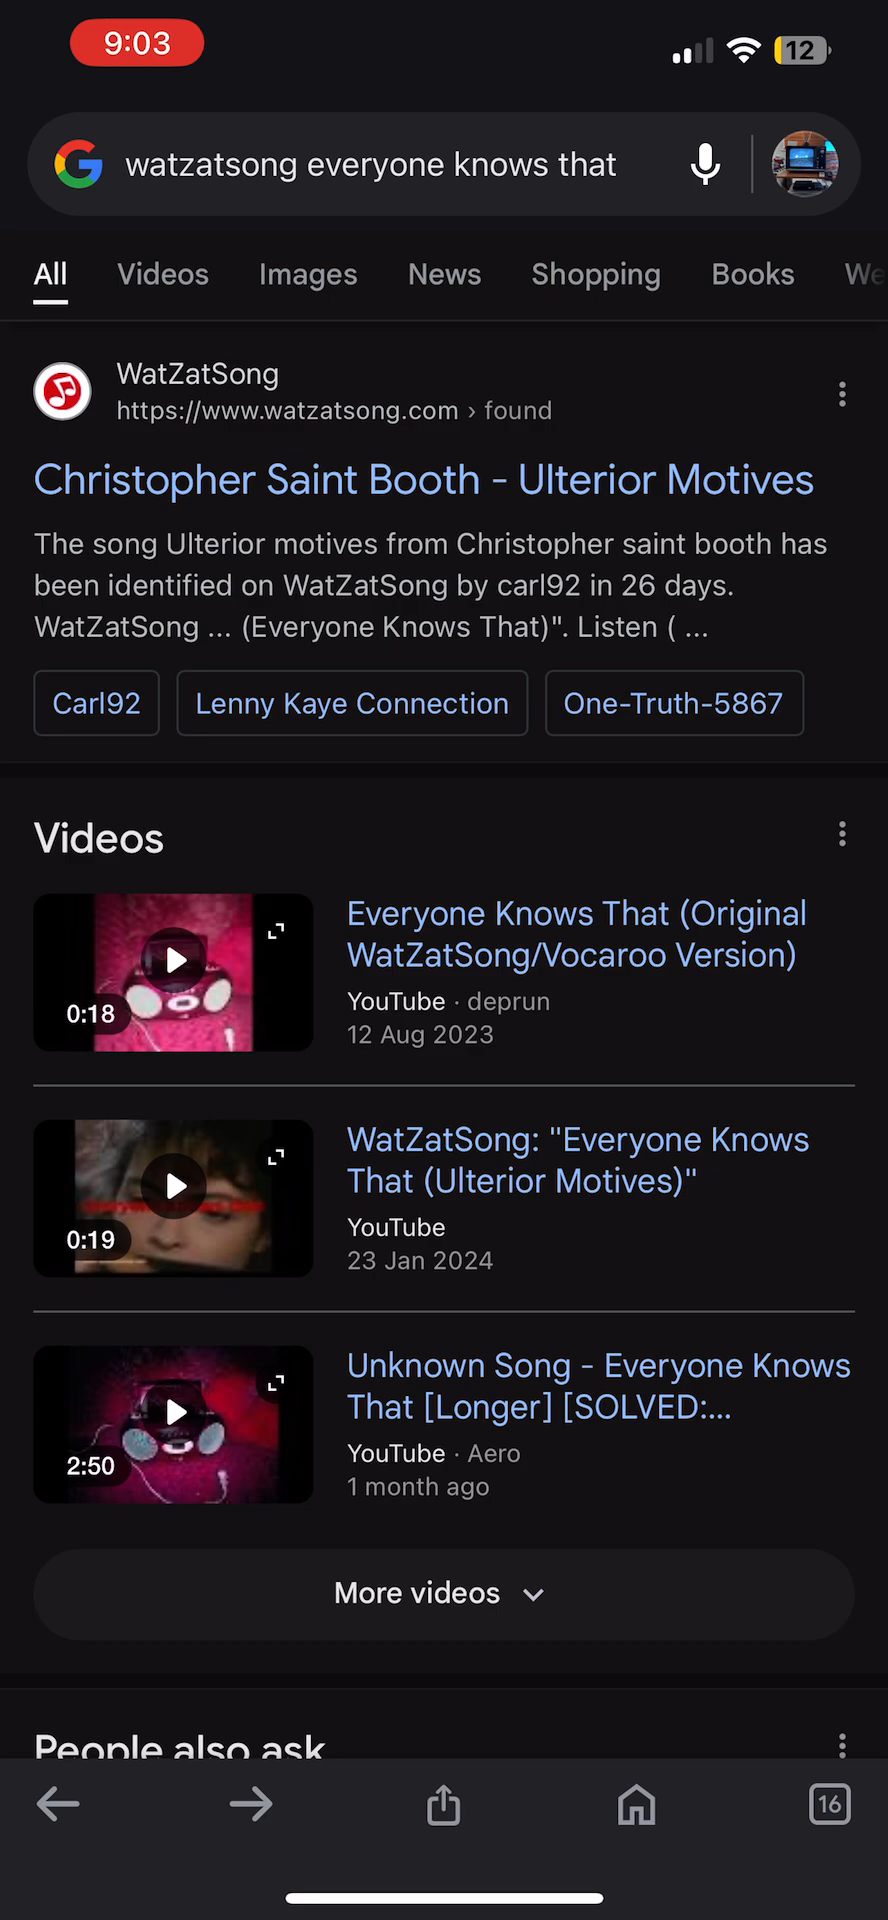 9:03
12
watzatsong everyone knows that
All Videos Images News Shopping Books We
WatZatSong
https://www.watzatsong.com › found
Christopher Saint Booth - Ulterior Motives
The song Ulterior motives from Christopher saint booth has
been identified on WatZatSong by carl92 in 26 days.
WatZatSong ... (Everyone Knows That)". Listen ( ...
Carl92 Lenny Kaye Connection One-Truth-5867
Videos
Everyone Knows That (Original
WatZatSong/Vocaroo Version)
YouTube · deprun
12 Aug 2023
0:18
WatZatSong: "Everyone Knows
That (Ulterior Motives)"
YouTube
23 Jan 2024
0:19
Unknown Song - Everyone Knows
That [Longer] [SOLVED:...
YouTube · Aero
1 month ago
2:50
More videos
People also ask
16